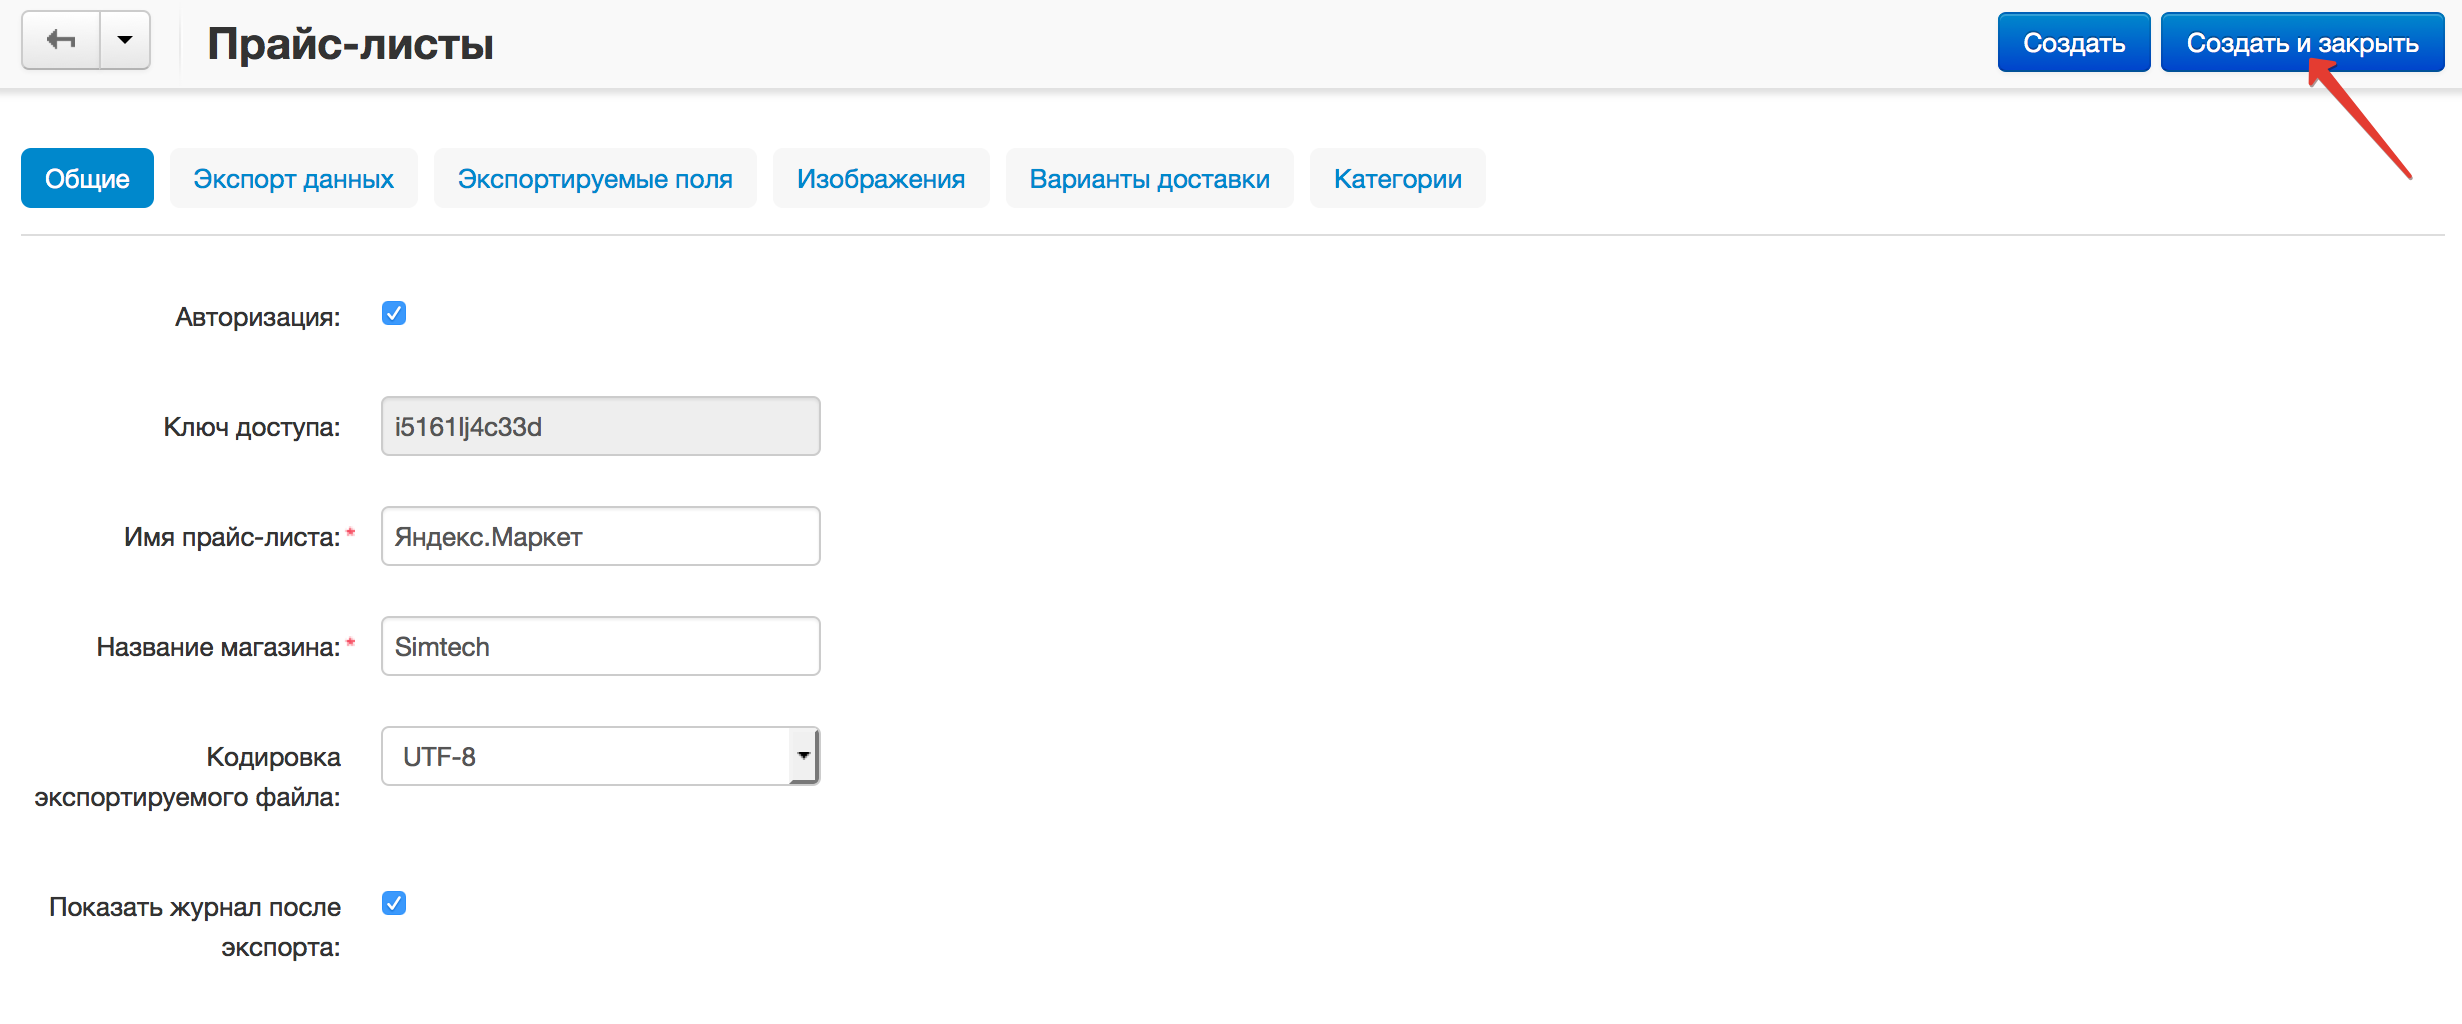 Прайс-листы
Создать
Создать и закрыть
Общие
Экспорт данных
Экспортируемые поля
Изображения
Варианты доставки
Категории
Авторизация:
Ключ доступа:
i5161lj4c33d
Имя прайс-листа: *
Яндекс.Маркет
Название магазина: *
Simtech
Кодировка
экспортируемого файла:
UTF-8
Показать журнал после
экспорта: